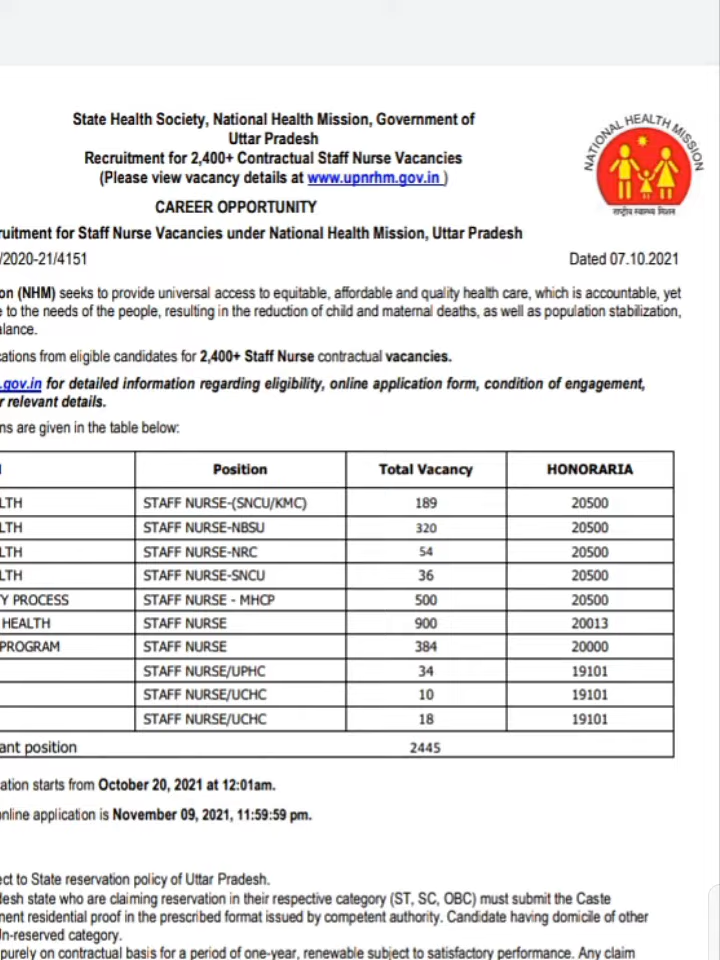 State Health Society, National Health Mission, Government of
Uttar Pradesh
Recruitment for 2,400+ Contractual Staff Nurse Vacancies
(Please view vacancy details at www.upnrhm.gov.in )
NATIONAL HEALTH MISSION
राष्ट्रीय स्वास्थ्य मिशन
CAREER OPPORTUNITY
ruitment for Staff Nurse Vacancies under National Health Mission, Uttar Pradesh
/2020-21/4151 Dated 07.10.2021
on (NHM) seeks to provide universal access to equitable, affordable and quality health care, which is accountable, yet
e to the needs of the people, resulting in the reduction of child and maternal deaths, as well as population stabilization,
alance.
cations from eligible candidates for 2,400+ Staff Nurse contractual vacancies.
.gov.in for detailed information regarding eligibility, online application form, condition of engagement,
r relevant details.
ns are given in the table below:
Position Total Vacancy HONORARIA
LTH STAFF NURSE-(SNCU/KMC) 189 20500
LTH STAFF NURSE-NBSU 320 20500
LTH STAFF NURSE-NRC 54 20500
LTH STAFF NURSE-SNCU 36 20500
Y PROCESS STAFF NURSE - MHCP 500 20500
HEALTH STAFF NURSE 900 20013
PROGRAM STAFF NURSE 384 20000
STAFF NURSE/UPHC 34 19101
STAFF NURSE/UCHC 10 19101
STAFF NURSE/UCHC 18 19101
ant position 2445
ation starts from October 20, 2021 at 12:01am.
online application is November 09, 2021, 11:59:59 pm.
ect to State reservation policy of Uttar Pradesh.
desh state who are claiming reservation in their respective category (ST, SC, OBC) must submit the Caste
nent residential proof in the prescribed format issued by competent authority. Candidate having domicile of other
Un-reserved category.
purely on contractual basis for a period of one-year, renewable subject to satisfactory performance. Any claim